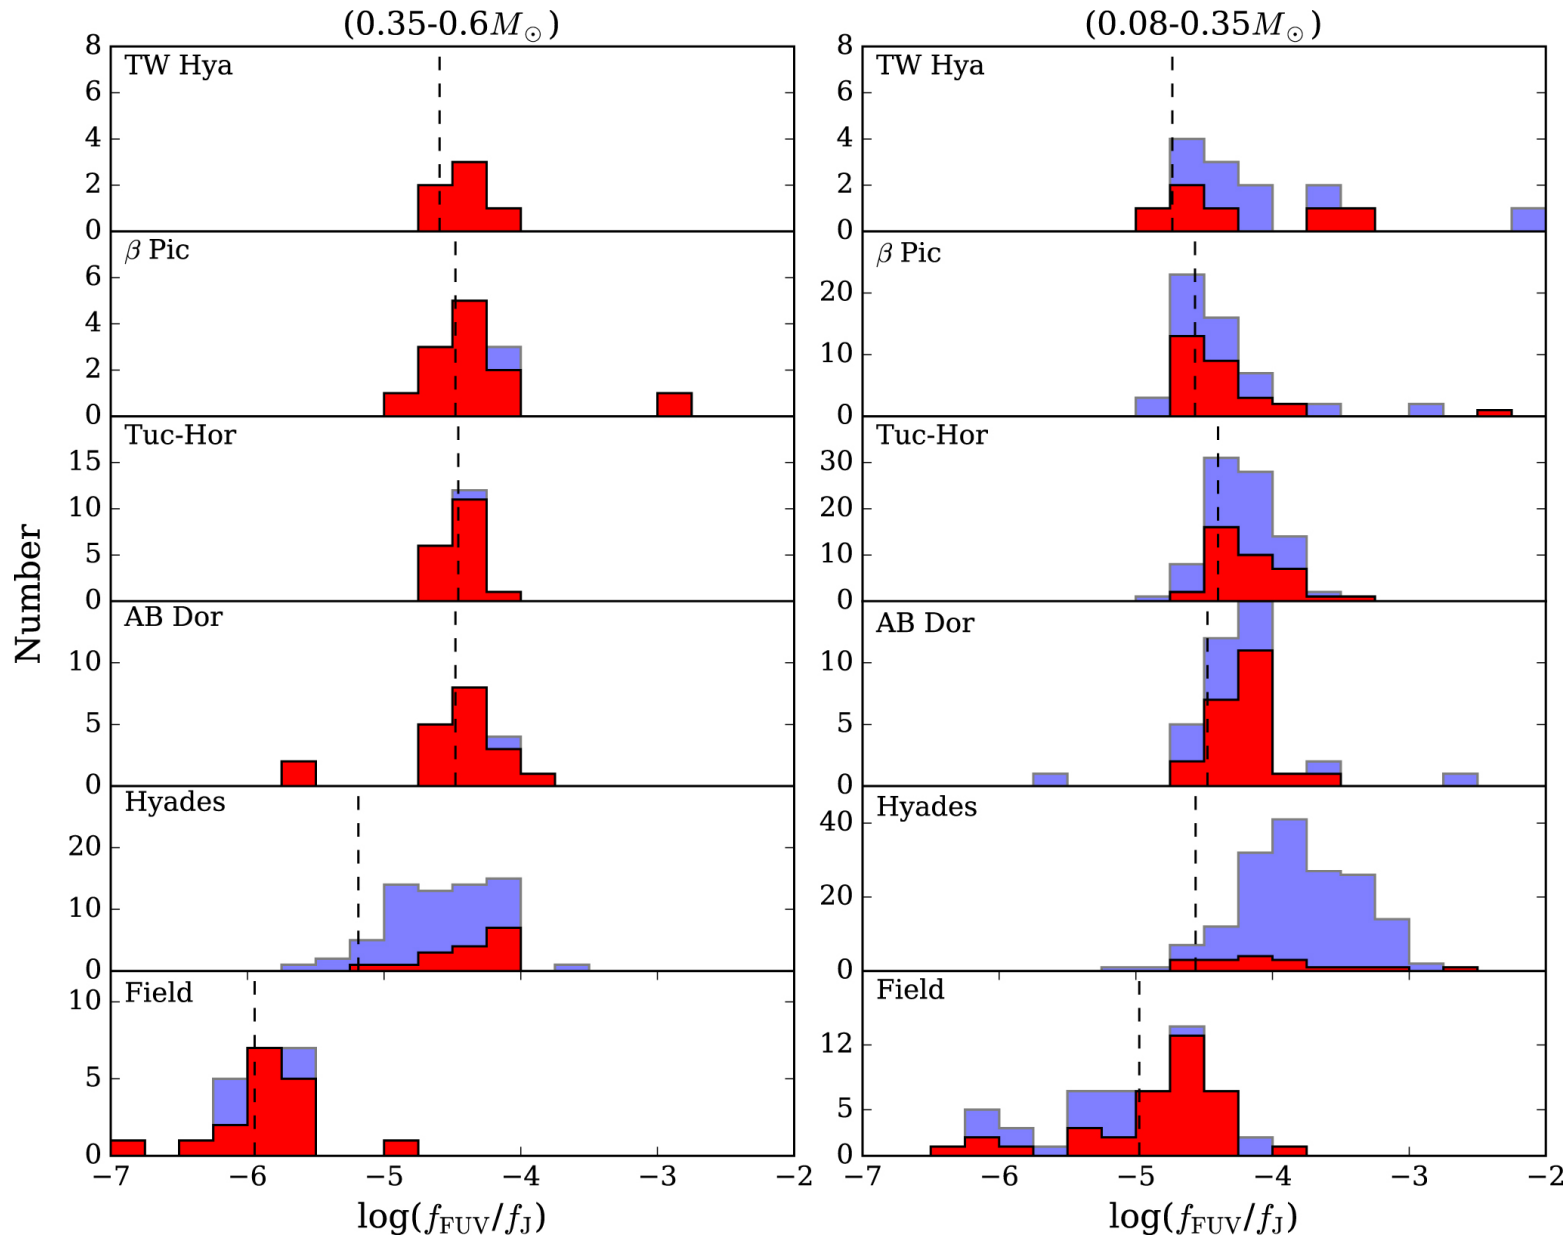 (0.35-0.6M☉)
(0.08-0.35M☉)
Number
TW Hya
8
6
4
2
0
β Pic
6
4
2
0
Tuc-Hor
15
10
5
0
AB Dor
10
5
0
Hyades
20
10
0
Field
10
5
0
−7 −6 −5 −4 −3 −2
log(fFUV/fJ)
TW Hya
8
6
4
2
0
β Pic
20
10
0
Tuc-Hor
30
20
10
0
AB Dor
10
5
0
Hyades
40
20
0
Field
12
5
0
−7 −6 −5 −4 −3 −2
log(fFUV/fJ)